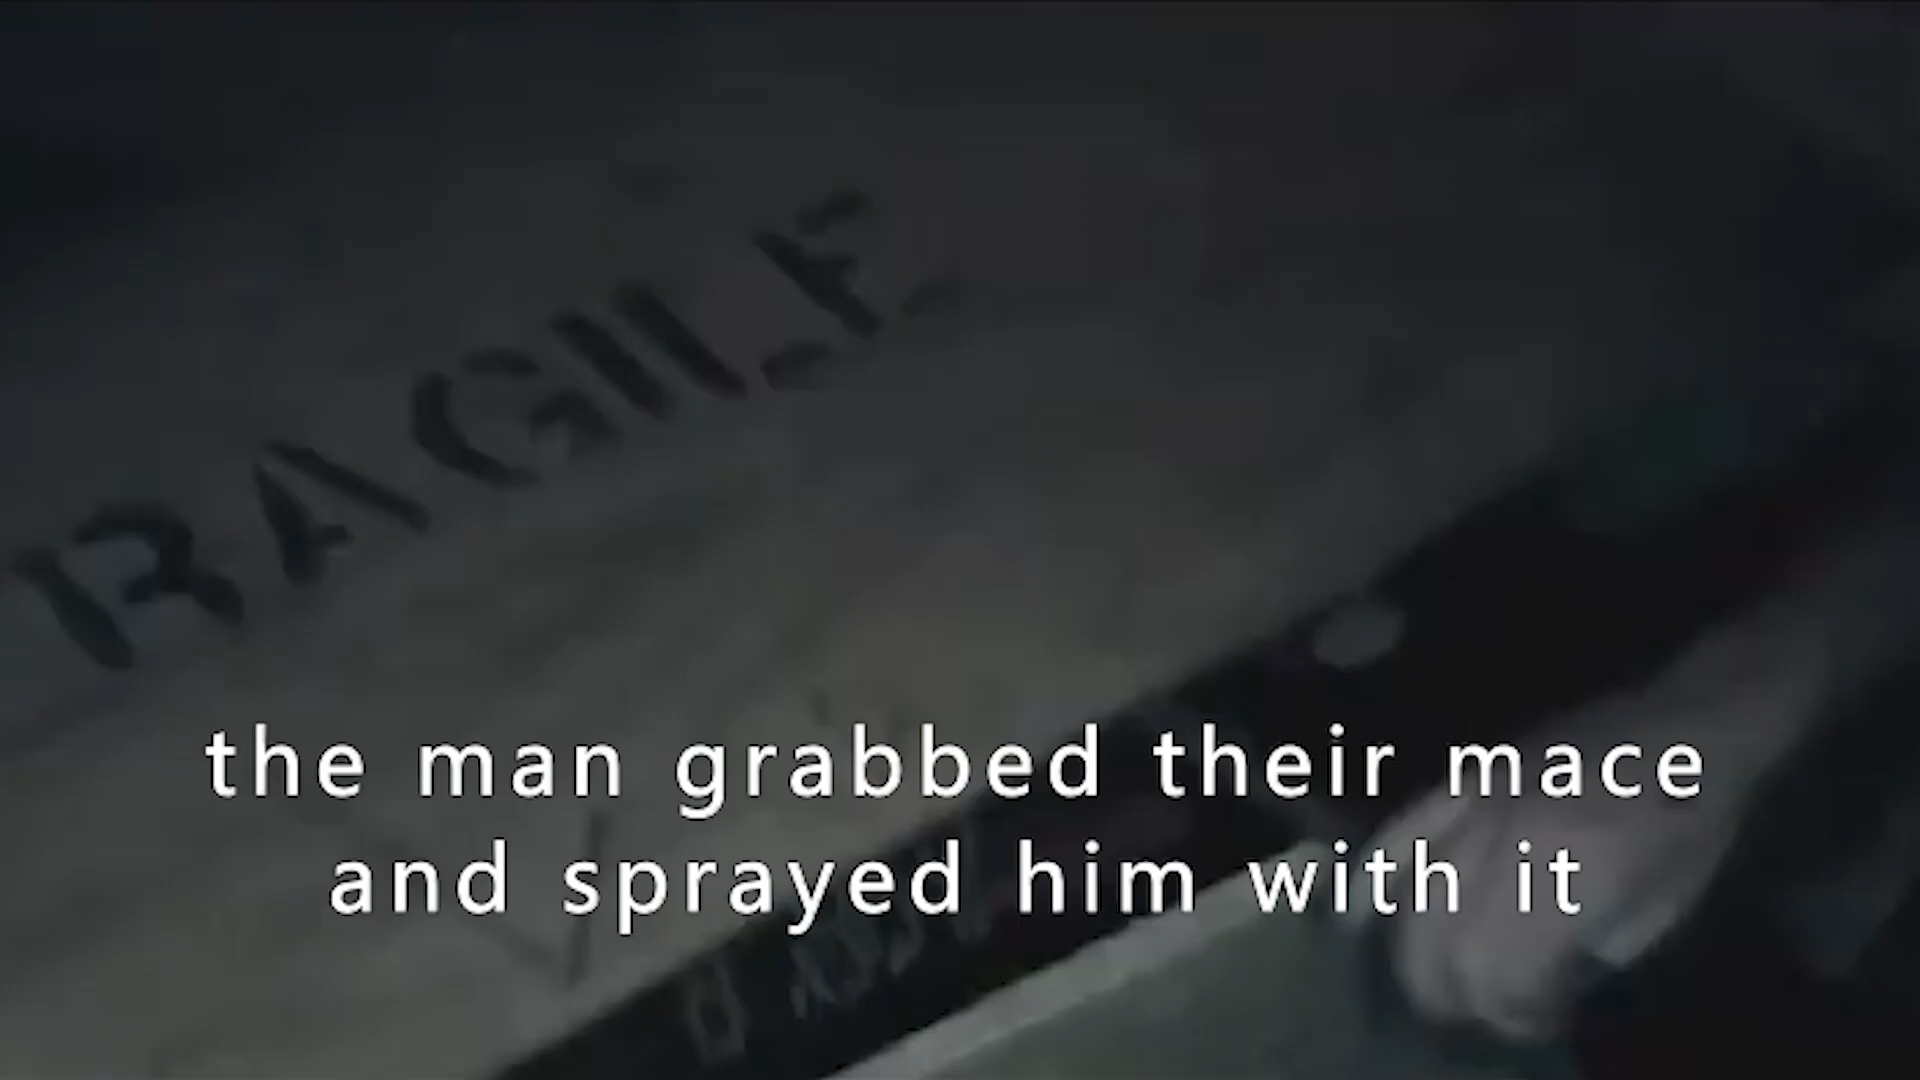 RAGILE
the man grabbed their mace
and sprayed him with it